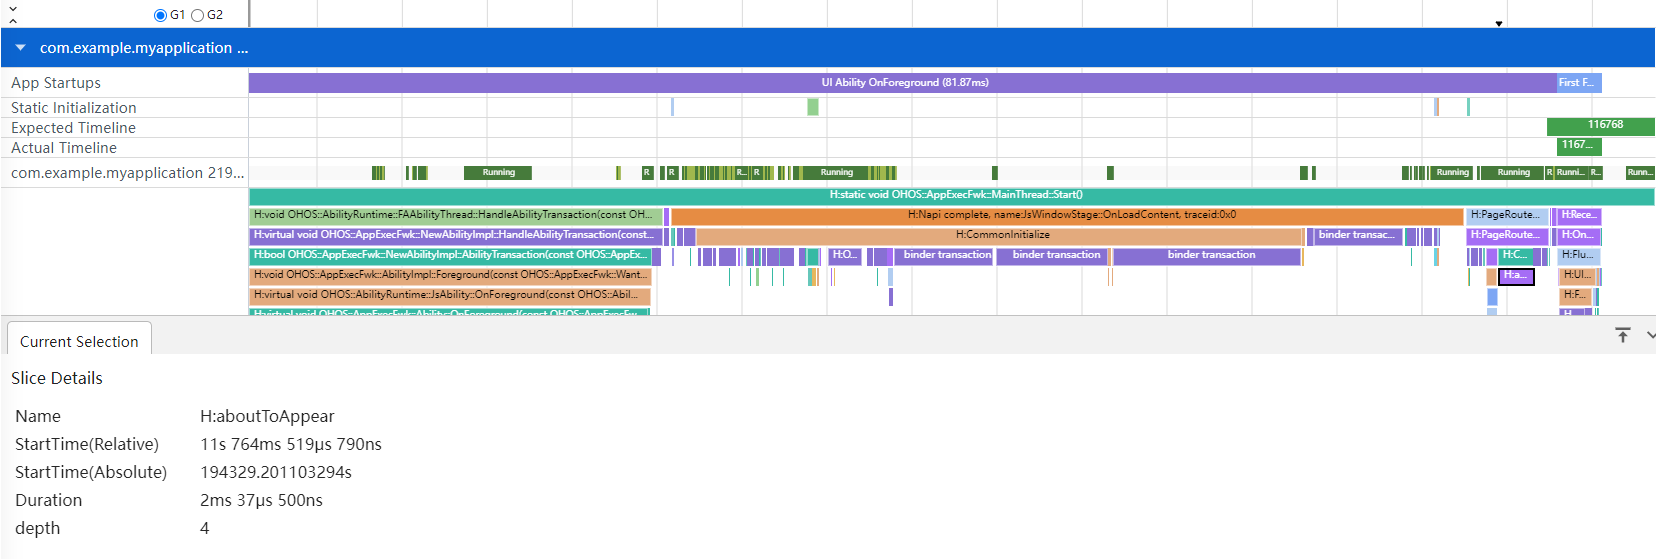 G1 G2
com.example.myapplication ...
App Startups UI Ability OnForeground (81.87ms) First F...
Static Initialization
Expected Timeline 116768
Actual Timeline 1167...
com.example.myapplication 219... Running R R R... R Running Running Running R Runni... R... Runn...
H:static void OHOS::AppExecFwk::MainThread::Start()
H:void OHOS::AbilityRuntime::FAAbilityThread::HandleAbilityTransaction(const OH... H:Napi complete, name:JsWindowStage::OnLoadContent, traceid:0x0 H:PageRoute... H:Rece...
H:virtual void OHOS::AppExecFwk::NewAbilityImpl::HandleAbilityTransaction(const... H:CommonInitialize binder transac... H:PageRoute... H:On...
H:bool OHOS::AppExecFwk::NewAbilityImpl::AbilityTransaction(const OHOS::AppEx... H:O... binder transaction binder transaction binder transaction H:C... H:Flu...
H:void OHOS::AppExecFwk::AbilityImpl::Foreground(const OHOS::AppExecFwk::Want... H:a... H:UI...
H:virtual void OHOS::AbilityRuntime::JsAbility::OnForeground(const OHOS::Abil... H:F...
H:virtual void OHOS::AppExecFwk::Ability::OnForeground(const OHOS::AppExecFw... H...
Current Selection
Slice Details
Name H:aboutToAppear
StartTime(Relative) 11s 764ms 519μs 790ns
StartTime(Absolute) 194329.201103294s
Duration 2ms 37μs 500ns
depth 4